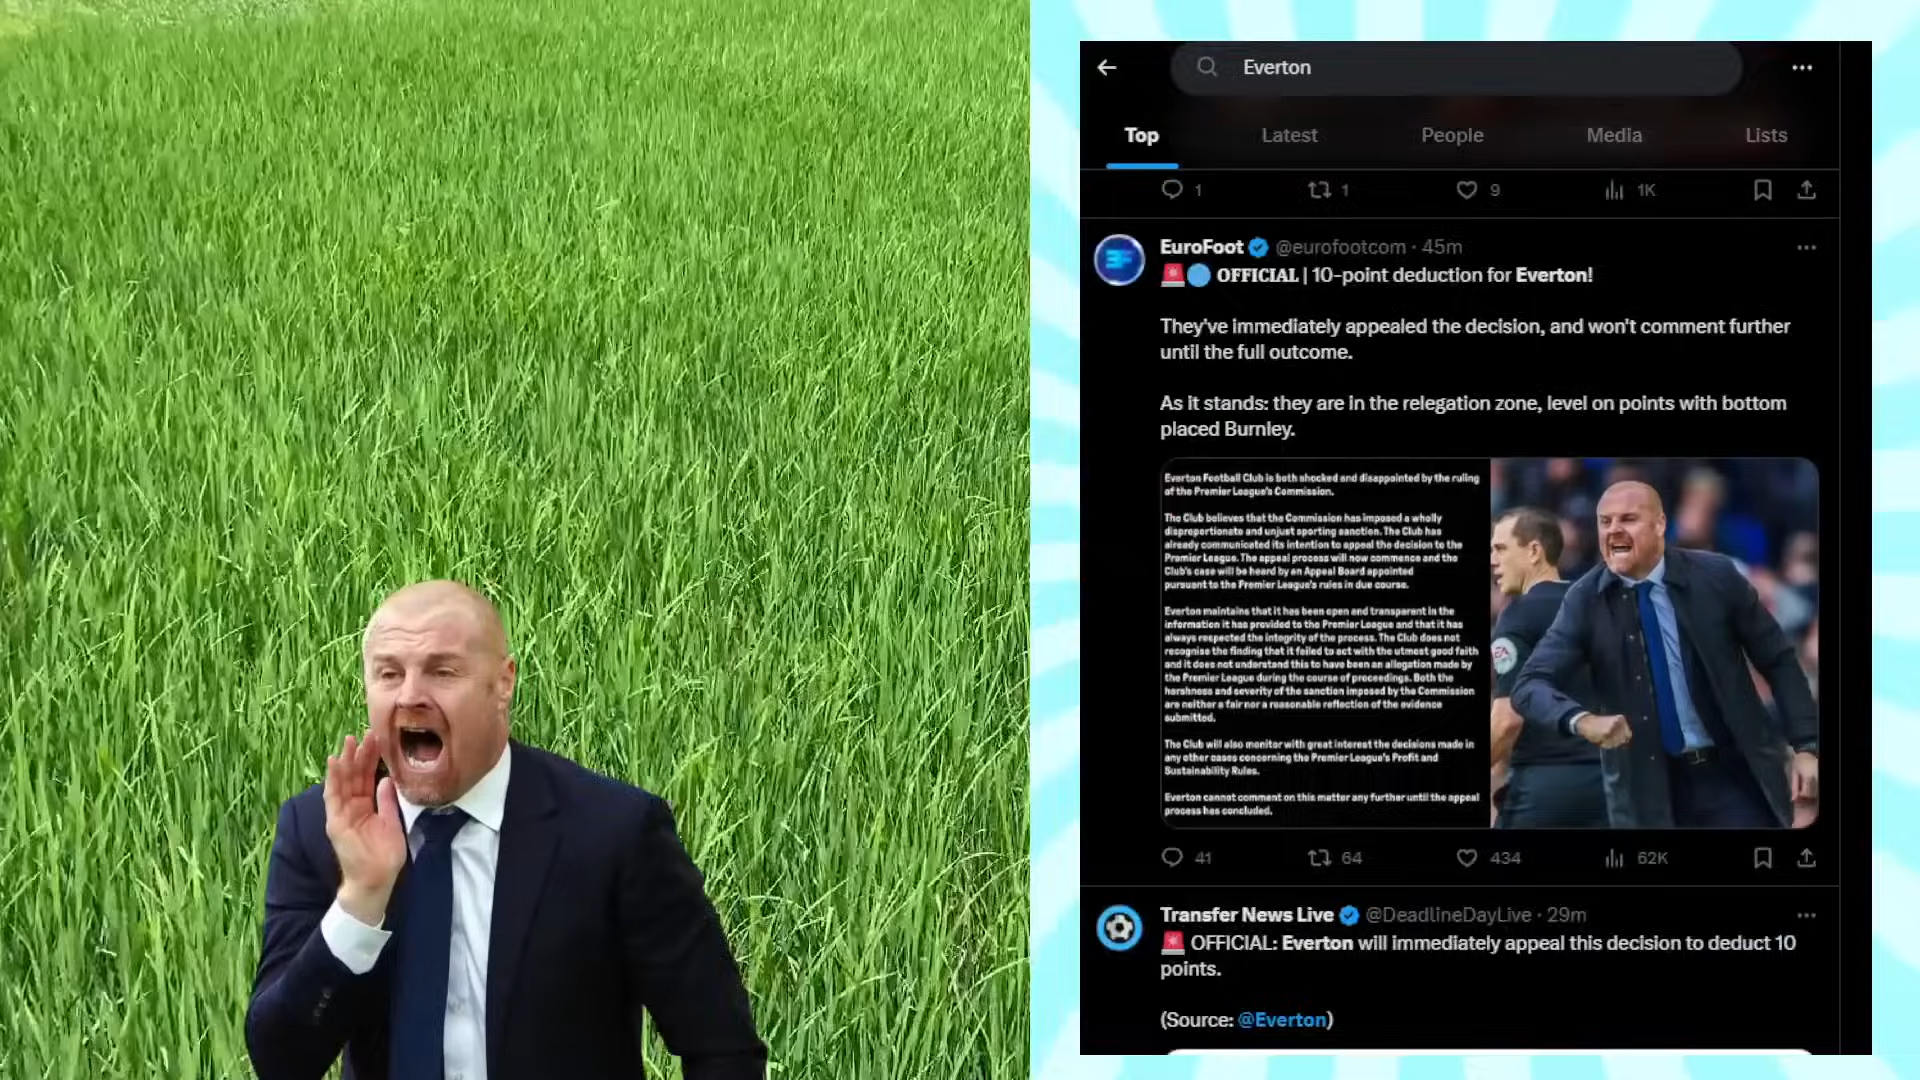 Everton
Top Latest People Media Lists
1 1 9 1K
EuroFoot @eurofootcom · 45m
OFFICIAL | 10-point deduction for Everton!
They've immediately appealed the decision, and won't comment further
until the full outcome.
As it stands: they are in the relegation zone, level on points with bottom
placed Burnley.
Everton Football Club is both shocked and disappointed by the ruling
of the Premier League's Commission.
The Club believes that the Commission has imposed a wholly
disproportionate and unjust sporting sanction. The Club has
already communicated its intention to appeal the decision to the
Premier League. The appeal process will now commence and the
Club's case will be heard by an Appeal Board appointed
pursuant to the Premier League's rules in due course.
Everton maintains that it has been open and transparent in the
information it has provided to the Premier League and that it has
always respected the integrity of the process. The Club does not
recognise the finding that it failed to act with the utmost good faith
and it does not understand this to have been an allegation made by
the Premier League during the course of proceedings. Both the
harshness and severity of the sanction imposed by the Commission
are neither a fair nor a reasonable reflection of the evidence
submitted.
The Club will also monitor with great interest the decisions made in
any other cases concerning the Premier League's Profit and
Sustainability Rules.
Everton cannot comment on this matter any further until the appeal
process has concluded.
EA
41 64 434 62K
Transfer News Live @DeadlineDayLive · 29m
OFFICIAL: Everton will immediately appeal this decision to deduct 10
points.
(Source: @Everton)